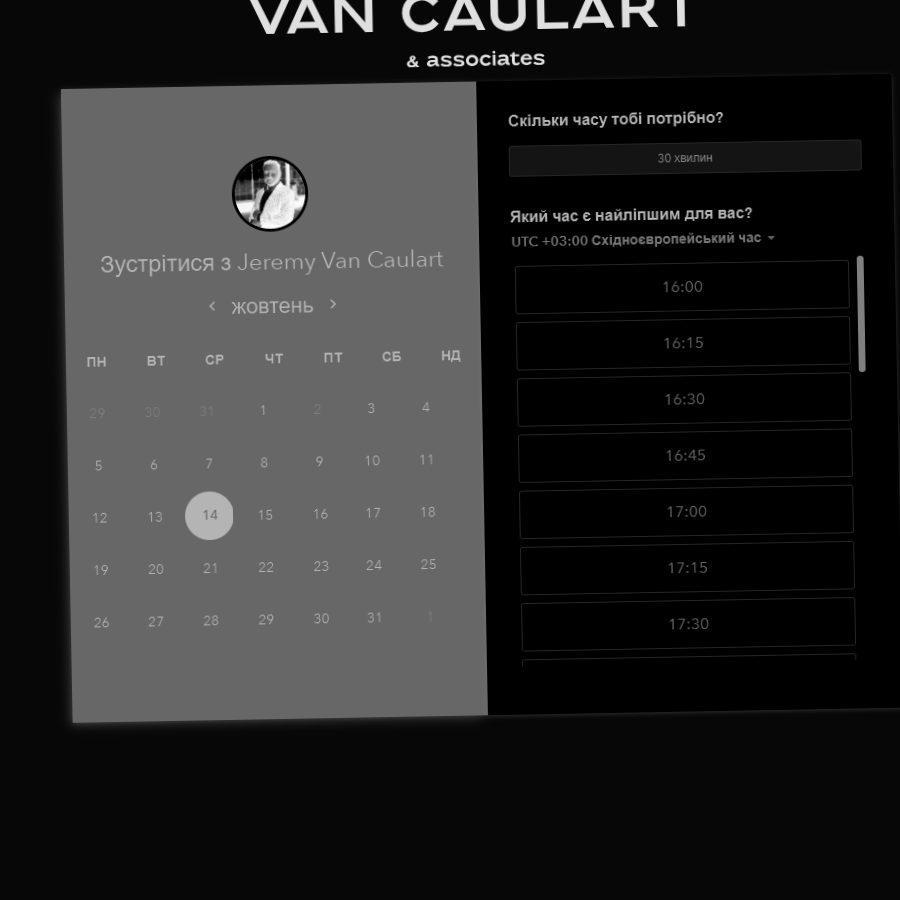 VAN CAULART
& associates
Зустрітися з Jeremy Van Caulart
жовтень
ПН ВТ СР ЧТ ПТ СБ НД
29 30 31 1 2 3 4
5 6 7 8 9 10 11
12 13 14 15 16 17 18
19 20 21 22 23 24 25
26 27 28 29 30 31 1
Скільки часу тобі потрібно?
30 хвилин
Який час є найліпшим для вас?
UTC +03:00 Східноєвропейський час
16:00
16:15
16:30
16:45
17:00
17:15
17:30